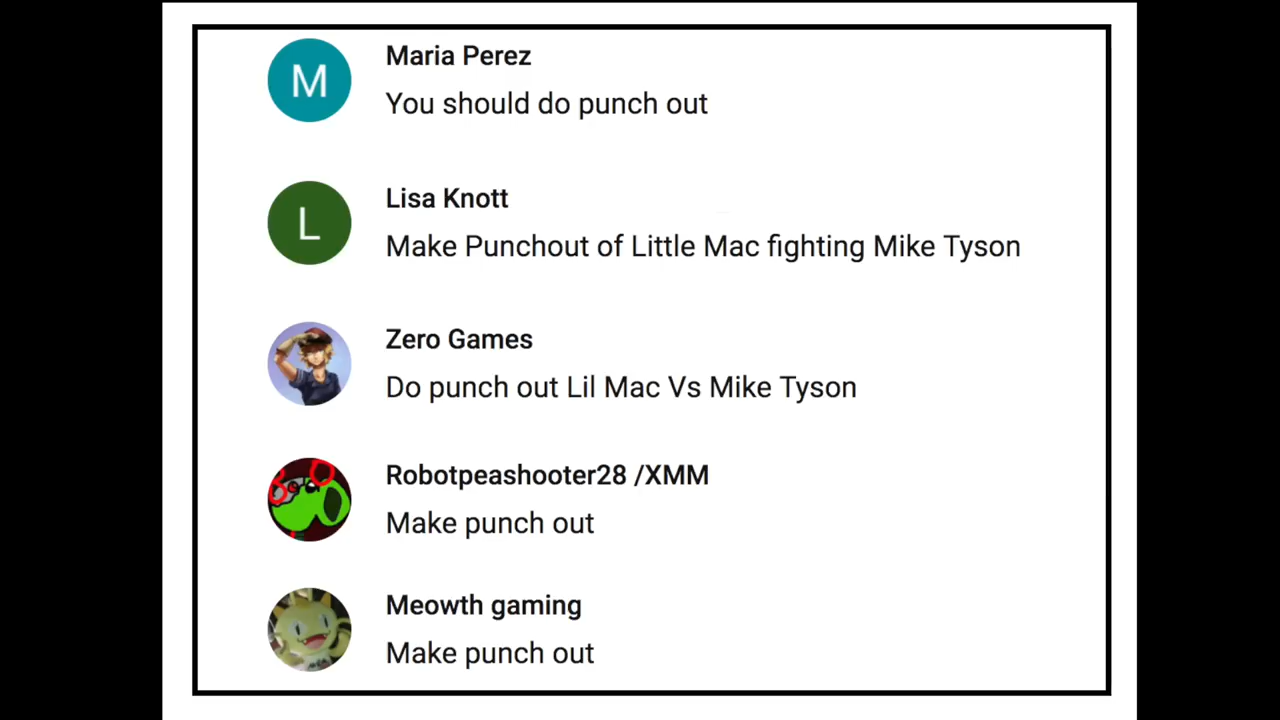 M
Maria Perez
You should do punch out
L
Lisa Knott
Make Punchout of Little Mac fighting Mike Tyson
Zero Games
Do punch out Lil Mac Vs Mike Tyson
Robotpeashooter28 /XMM
Make punch out
Meowth gaming
Make punch out